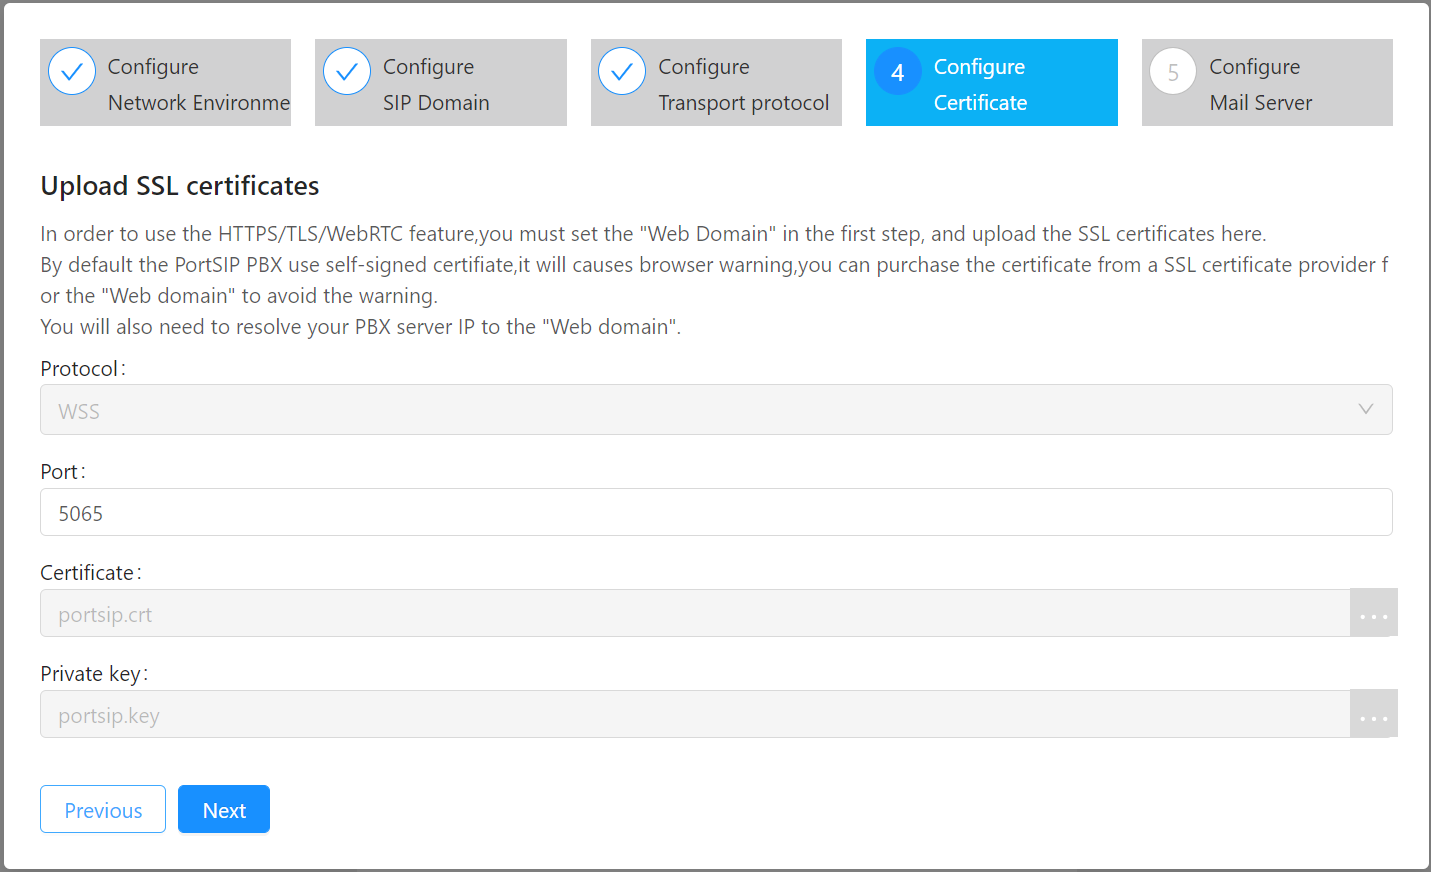 Configure
Network Environme
Configure
SIP Domain
Configure
Transport protocol
4
Configure
Certificate
5
Configure
Mail Server
Upload SSL certificates
In order to use the HTTPS/TLS/WebRTC feature,you must set the "Web Domain" in the first step, and upload the SSL certificates here.
By default the PortSIP PBX use self-signed certifiate,it will causes browser warning,you can purchase the certificate from a SSL certificate provider f
or the "Web domain" to avoid the warning.
You will also need to resolve your PBX server IP to the "Web domain".
Protocol:
WSS
Port:
5065
Certificate:
portsip.crt
...
Private key:
portsip.key
...
Previous
Next